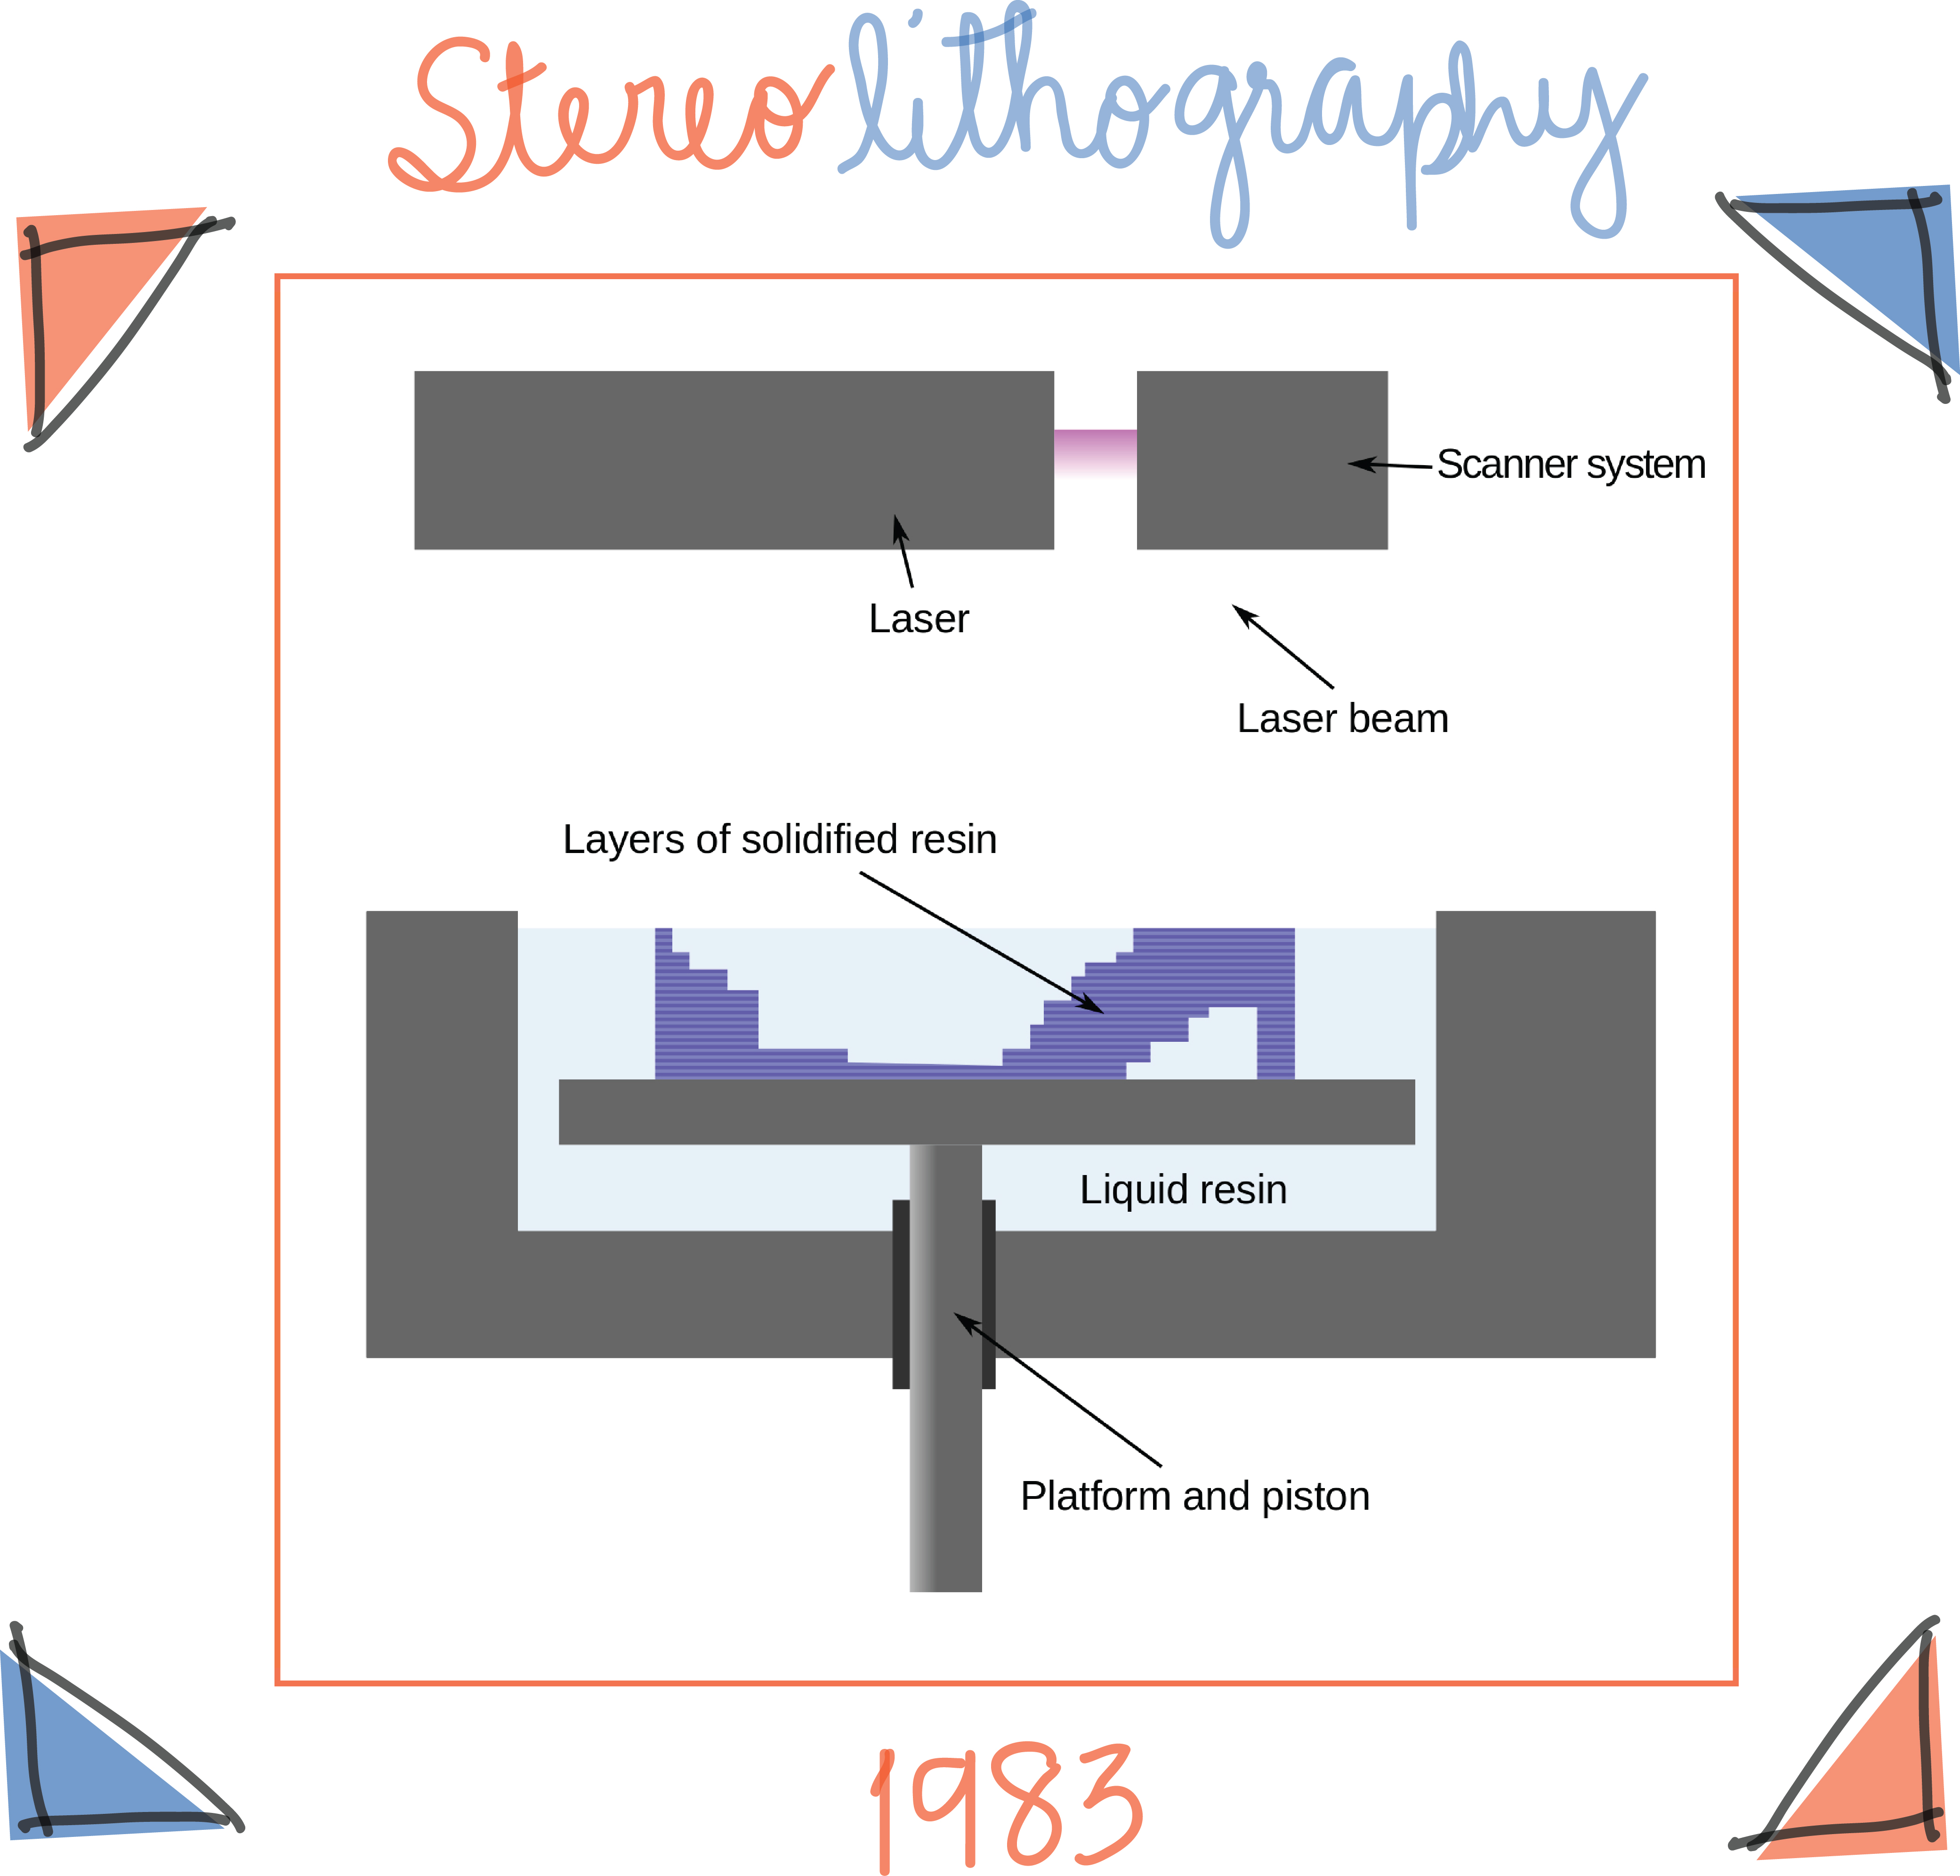 Stereolithography
Scanner system
Laser
Laser beam
Layers of solidified resin
Liquid resin
Platform and piston
1983